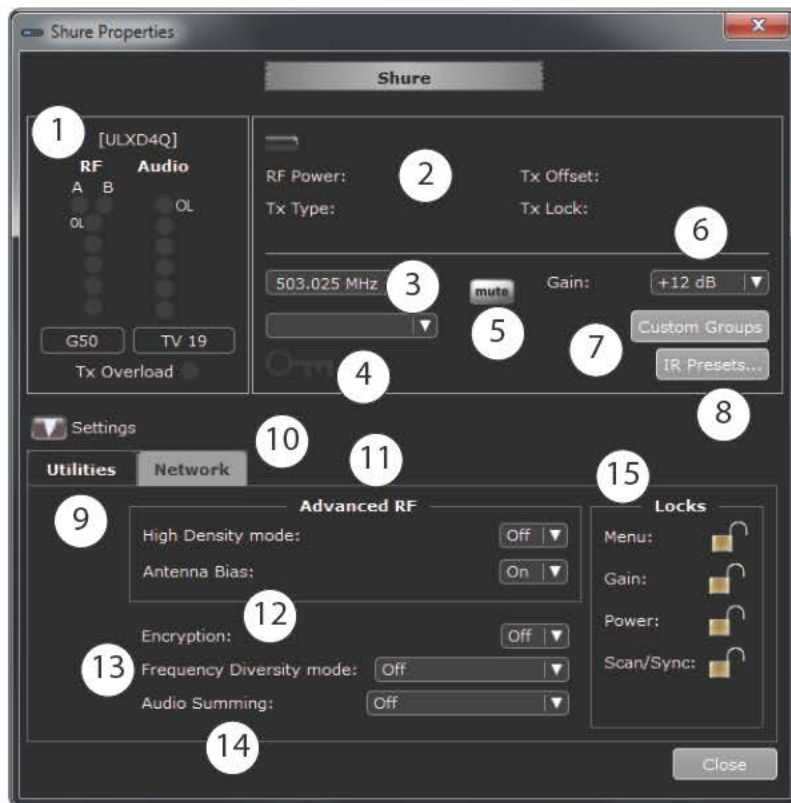 Shure Properties
x
Shure
1
[ULXD4Q]
RF Audio
A B
OL
OL
G50 TV 19
Tx Overload
RF Power: 2 Tx Offset:
Tx Type: Tx Lock:
6
503.025 MHz 3 mute Gain: +12 dB
5 7 Custom Groups
4 IR Presets...
8
Settings
10
11
15
Utilities Network
9
Advanced RF
High Density mode: Off
Antenna Bias: On
12
Encryption: Off
13 Frequency Diversity mode: Off
Audio Summing: Off
14
Locks
Menu:
Gain:
Power:
Scan/Sync:
Close